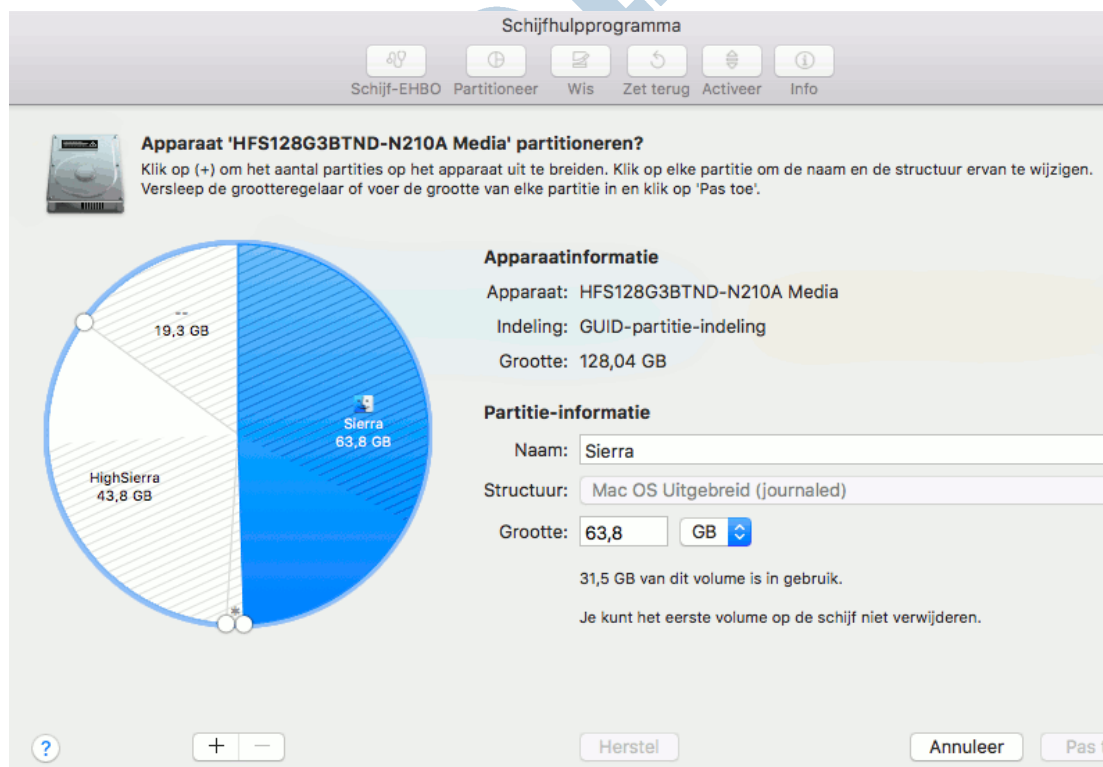 Schijfhulpprogramma
Schijf-EHBO Partitioneer Wis Zet terug Activeer Info
Apparaat 'HFS128G3BTND-N210A Media' partitioneren?
Klik op (+) om het aantal partities op het apparaat uit te breiden. Klik op elke partitie om de naam en de structuur ervan te wijzigen.
Versleep de grootteregelaar of voer de grootte van elke partitie in en klik op 'Pas toe'.
--
19,3 GB
Sierra
63,8 GB
HighSierra
43,8 GB
*
Apparaatinformatie
Apparaat: HFS128G3BTND-N210A Media
Indeling: GUID-partitie-indeling
Grootte: 128,04 GB
Partitie-informatie
Naam: Sierra
Structuur: Mac OS Uitgebreid (journaled)
Grootte: 63,8 GB
31,5 GB van dit volume is in gebruik.
Je kunt het eerste volume op de schijf niet verwijderen.
? + − Herstel Annuleer Pas